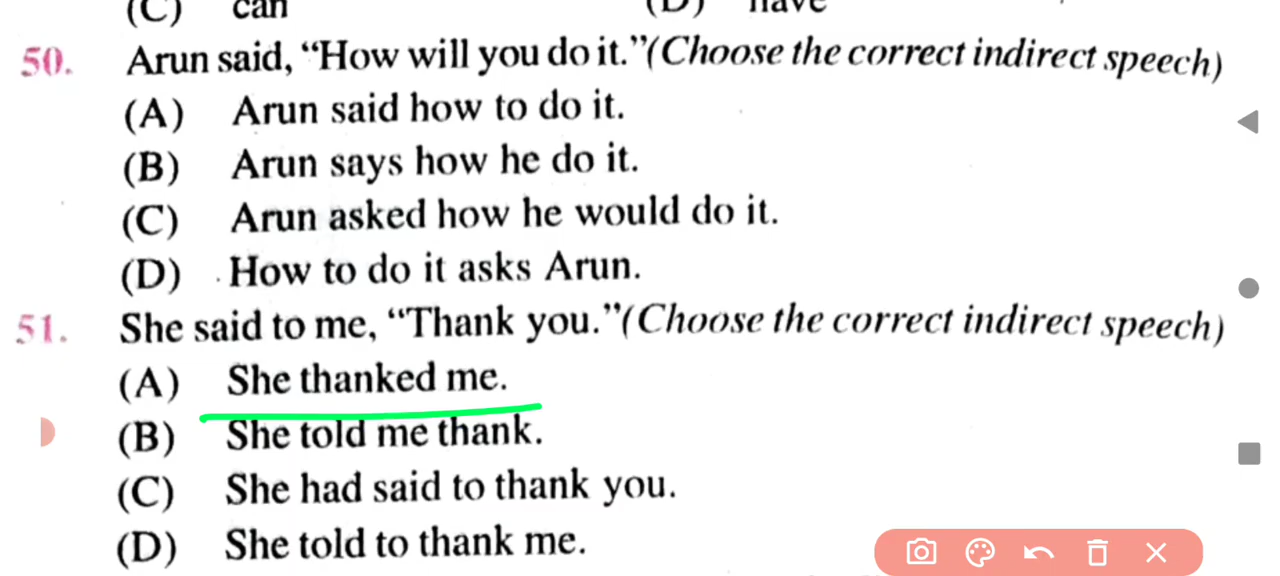 (C) can (D) have
50. Arun said, “How will you do it.”(Choose the correct indirect speech)
(A) Arun said how to do it.
(B) Arun says how he do it.
(C) Arun asked how he would do it.
(D) How to do it asks Arun.
51. She said to me, “Thank you.”(Choose the correct indirect speech)
(A) She thanked me.
(B) She told me thank.
(C) She had said to thank you.
(D) She told to thank me.